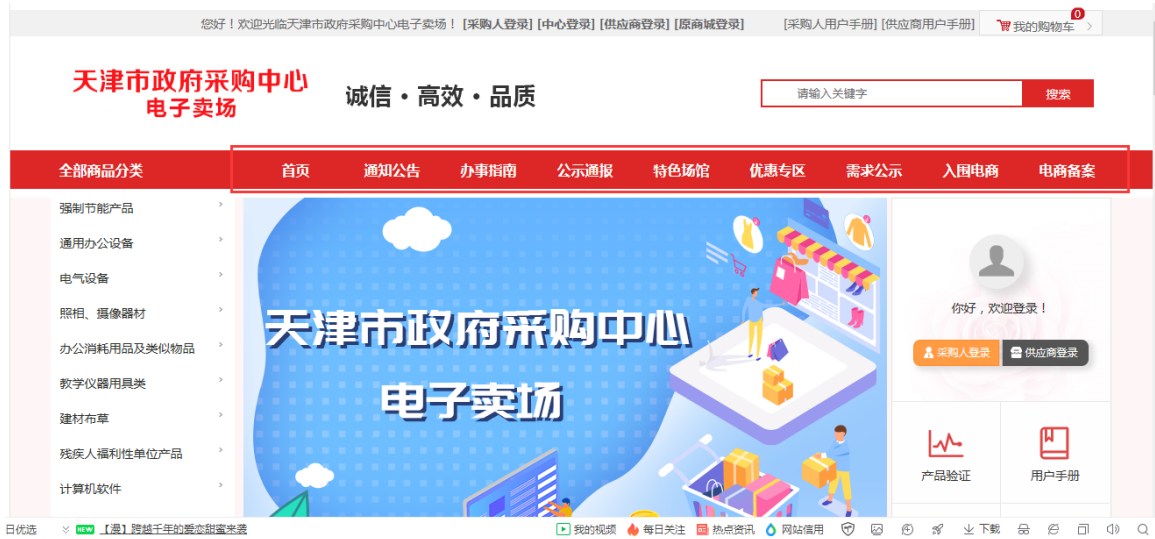 您好！欢迎光临天津市政府采购中心电子卖场！ [采购人登录] [中心登录] [供应商登录] [原商城登录] [采购人用户手册] [供应商用户手册] 我的购物车 0
天津市政府采购中心
电子卖场
诚信·高效·品质
请输入关键字 搜索
全部商品分类 首页 通知公告 办事指南 公示通报 特色场馆 优惠专区 需求公示 入围电商 电商备案
强制节能产品
通用办公设备
电气设备
照相、摄像器材
办公消耗用品及类似物品
教学仪器用具类
建材布草
残疾人福利性单位产品
计算机软件
天津市政府采购中心
电子卖场
你好，欢迎登录！
采购人登录 供应商登录
产品验证 用户手册
日优选 NEW 【漫】跨越千年的爱恋甜蜜来袭 我的视频 每日关注 热点资讯 网站信用 下载